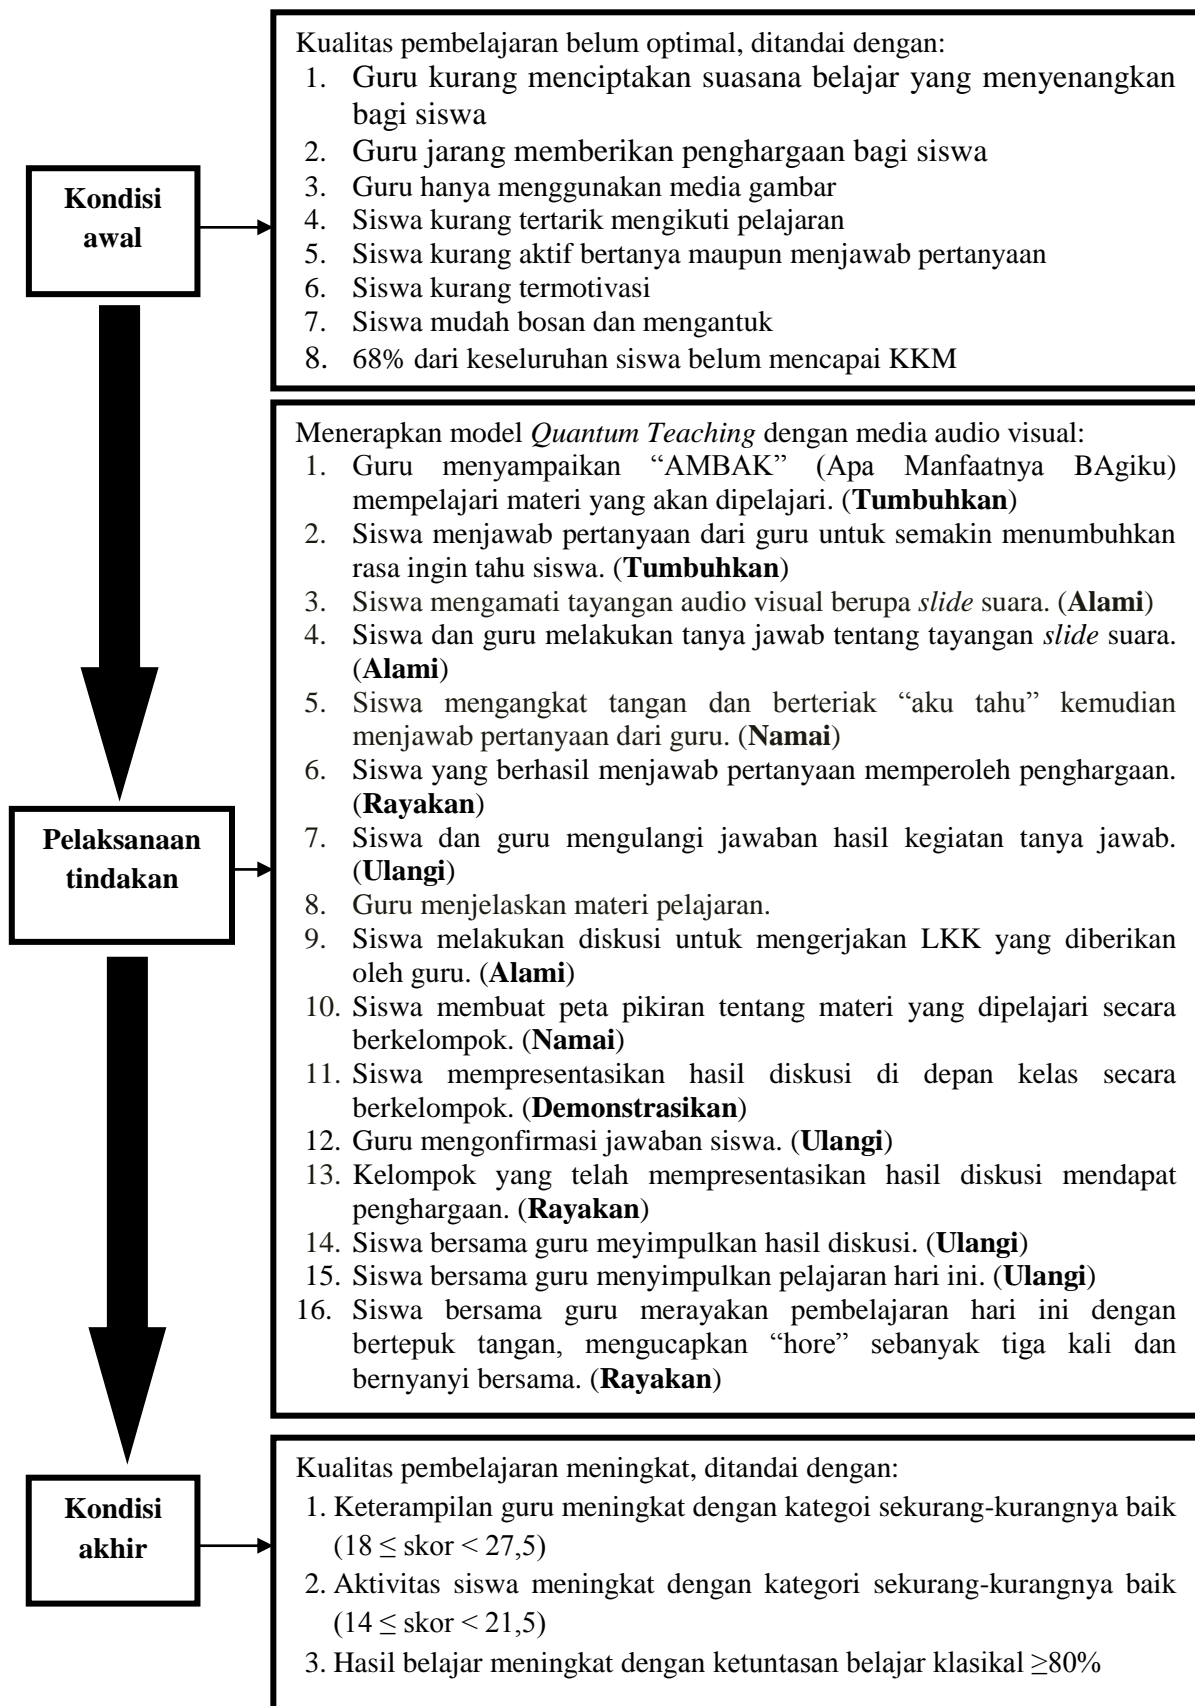 Kualitas pembelajaran belum optimal, ditandai dengan:
1. Guru kurang menciptakan suasana belajar yang menyenangkan
bagi siswa
2. Guru jarang memberikan penghargaan bagi siswa
3. Guru hanya menggunakan media gambar
4. Siswa kurang tertarik mengikuti pelajaran
5. Siswa kurang aktif bertanya maupun menjawab pertanyaan
6. Siswa kurang termotivasi
7. Siswa mudah bosan dan mengantuk
8. 68% dari keseluruhan siswa belum mencapai KKM
Kondisi
awal
Menerapkan model Quantum Teaching dengan media audio visual:
1. Guru menyampaikan “AMBAK” (Apa Manfaatnya BAgiku)
mempelajari materi yang akan dipelajari. (Tumbuhkan)
2. Siswa menjawab pertanyaan dari guru untuk semakin menumbuhkan
rasa ingin tahu siswa. (Tumbuhkan)
3. Siswa mengamati tayangan audio visual berupa slide suara. (Alami)
4. Siswa dan guru melakukan tanya jawab tentang tayangan slide suara.
(Alami)
5. Siswa mengangkat tangan dan berteriak “aku tahu” kemudian
menjawab pertanyaan dari guru. (Namai)
6. Siswa yang berhasil menjawab pertanyaan memperoleh penghargaan.
(Rayakan)
7. Siswa dan guru mengulangi jawaban hasil kegiatan tanya jawab.
(Ulangi)
8. Guru menjelaskan materi pelajaran.
9. Siswa melakukan diskusi untuk mengerjakan LKK yang diberikan
oleh guru. (Alami)
10. Siswa membuat peta pikiran tentang materi yang dipelajari secara
berkelompok. (Namai)
11. Siswa mempresentasikan hasil diskusi di depan kelas secara
berkelompok. (Demonstrasikan)
12. Guru mengonfirmasi jawaban siswa. (Ulangi)
13. Kelompok yang telah mempresentasikan hasil diskusi mendapat
penghargaan. (Rayakan)
14. Siswa bersama guru meyimpulkan hasil diskusi. (Ulangi)
15. Siswa bersama guru menyimpulkan pelajaran hari ini. (Ulangi)
16. Siswa bersama guru merayakan pembelajaran hari ini dengan
bertepuk tangan, mengucapkan “hore” sebanyak tiga kali dan
bernyanyi bersama. (Rayakan)
Pelaksanaan
tindakan
Kualitas pembelajaran meningkat, ditandai dengan:
1. Keterampilan guru meningkat dengan kategoi sekurang-kurangnya baik
(18 ≤ skor < 27,5)
2. Aktivitas siswa meningkat dengan kategori sekurang-kurangnya baik
(14 ≤ skor < 21,5)
3. Hasil belajar meningkat dengan ketuntasan belajar klasikal ≥80%
Kondisi
akhir